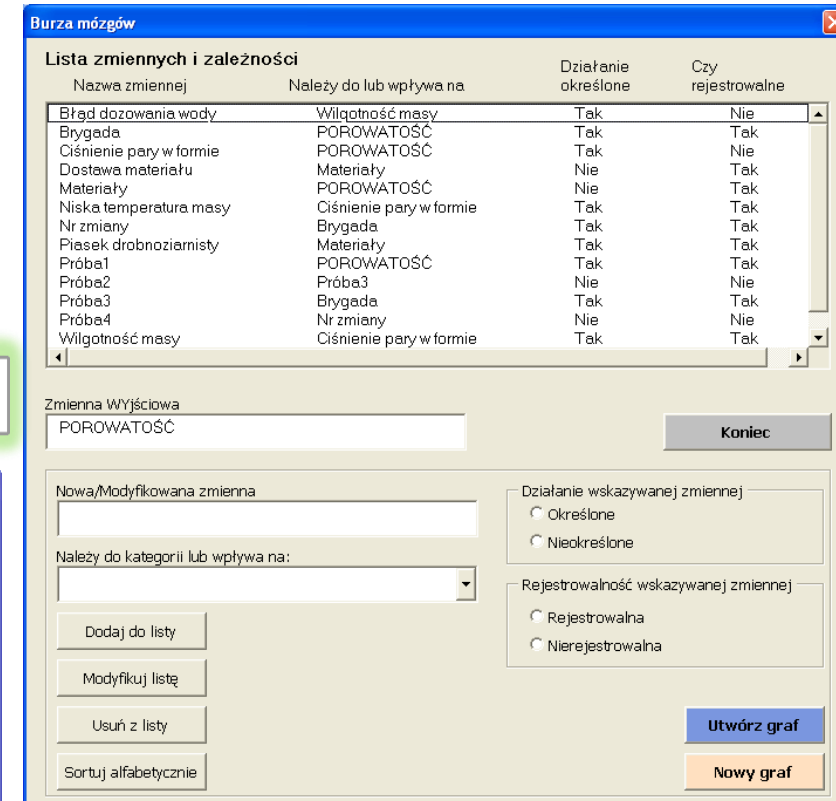 Burza mózgów
Lista zmiennych i zależności
Nazwa zmiennej Należy do lub wpływa na Działanie określone Czy rejestrowalne
Błąd dozowania wody Wilgotność masy Tak Nie
Brygada POROWATOŚĆ Tak Tak
Ciśnienie pary w formie POROWATOŚĆ Tak Nie
Dostawa materiału Materiały Nie Tak
Materiały POROWATOŚĆ Nie Tak
Niska temperatura masy Ciśnienie pary w formie Tak Tak
Nr zmiany Brygada Tak Tak
Piasek drobnoziarnisty Materiały Tak Tak
Próba1 POROWATOŚĆ Tak Tak
Próba2 Próba3 Nie Nie
Próba3 Brygada Tak Tak
Próba4 Nr zmiany Nie Nie
Wilgotność masy Ciśnienie pary w formie Tak Tak
Zmienna WYjściowa
POROWATOŚĆ
Koniec
Nowa/Modyfikowana zmienna
Należy do kategorii lub wpływa na:
Dodaj do listy
Modyfikuj listę
Usuń z listy
Sortuj alfabetycznie
Działanie wskazywanej zmiennej
Określone
Nieokreślone
Rejestrowalność wskazywanej zmiennej
Rejestrowalna
Nierejestrowalna
Utwórz graf
Nowy graf